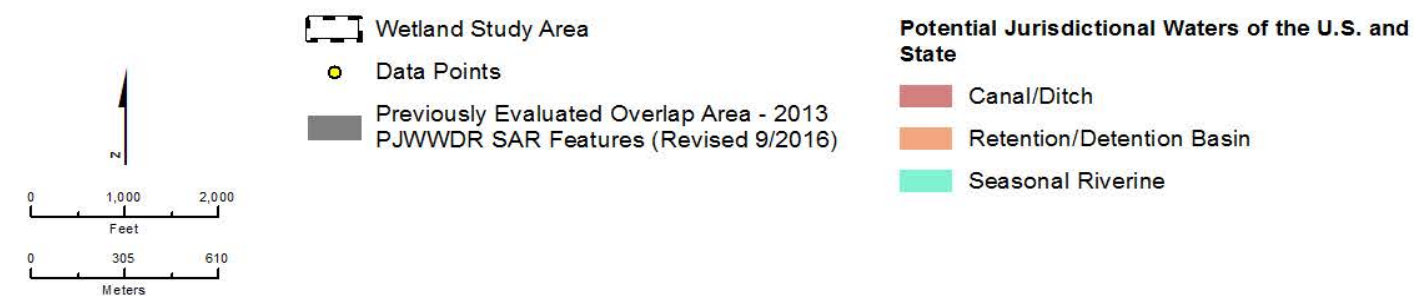 Wetland Study Area
Data Points
Previously Evaluated Overlap Area - 2013
PJWWDR SAR Features (Revised 9/2016)
Potential Jurisdictional Waters of the U.S. and
State
Canal/Ditch
Retention/Detention Basin
Seasonal Riverine
N
0 1,000 2,000
Feet
0 305 610
Meters